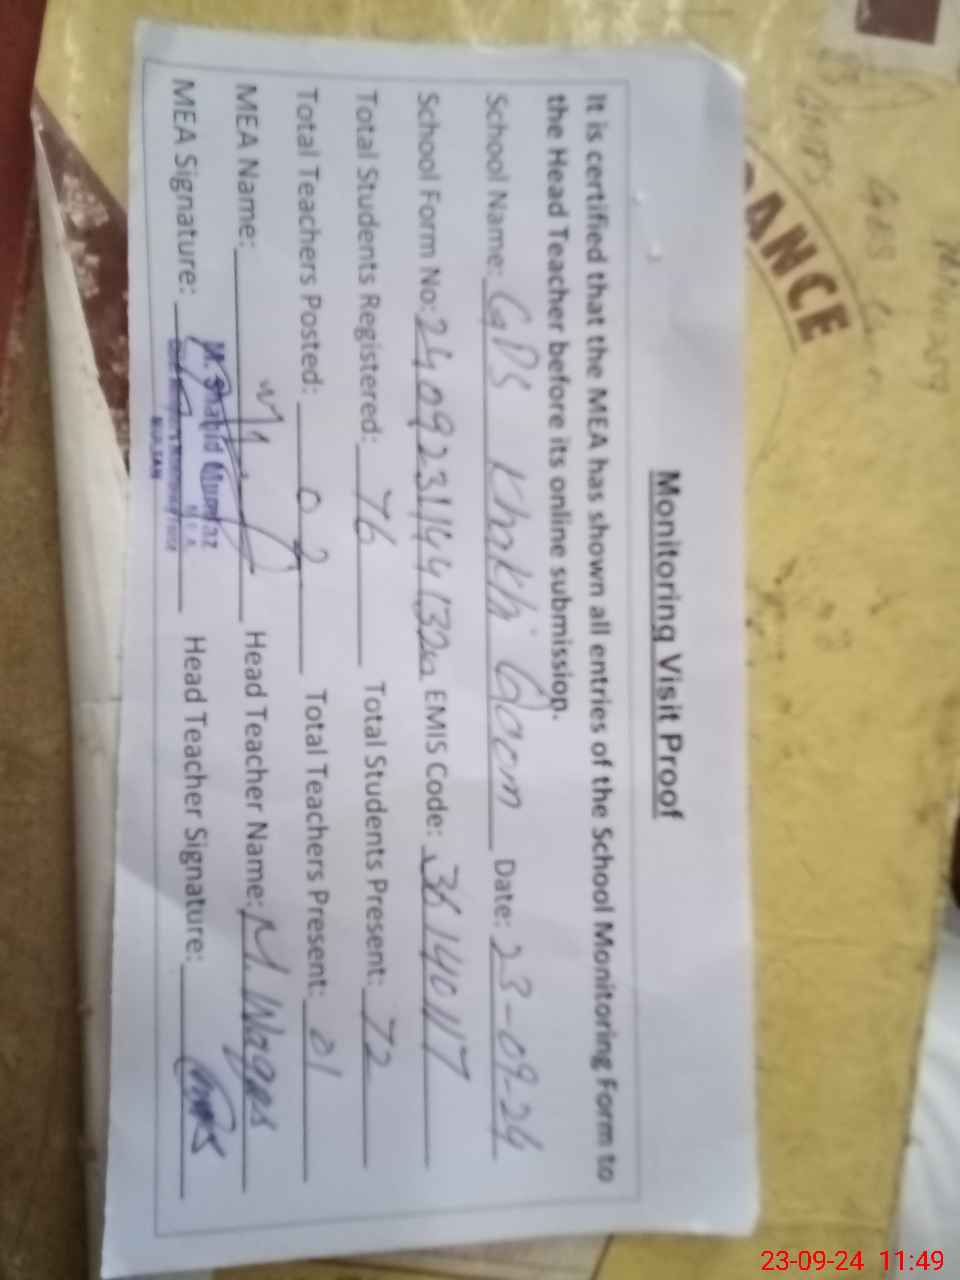 Monitoring Visit Proof
It is certified that the MEA has shown all entries of the School Monitoring Form to
the Head Teacher before its online submission.
School Name: GPS Khokhi Date: 23-09-24
School Form No: EMIS Code: 36140117
Total Students Registered: 76 Total Students Present: 72
Total Teachers Posted: 02 Total Teachers Present: 01
MEA Name: Head Teacher Name: M. Waqas
MEA Signature: Head Teacher Signature:
M. Shahid Mumtaz
MULTAN
ANCE
23-09-24 11:49